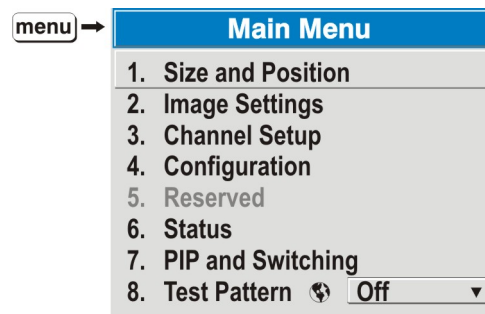 menu
Main Menu
1. Size and Position
2. Image Settings
3. Channel Setup
4. Configuration
5. Reserved
6. Status
7. PIP and Switching
8. Test Pattern Off